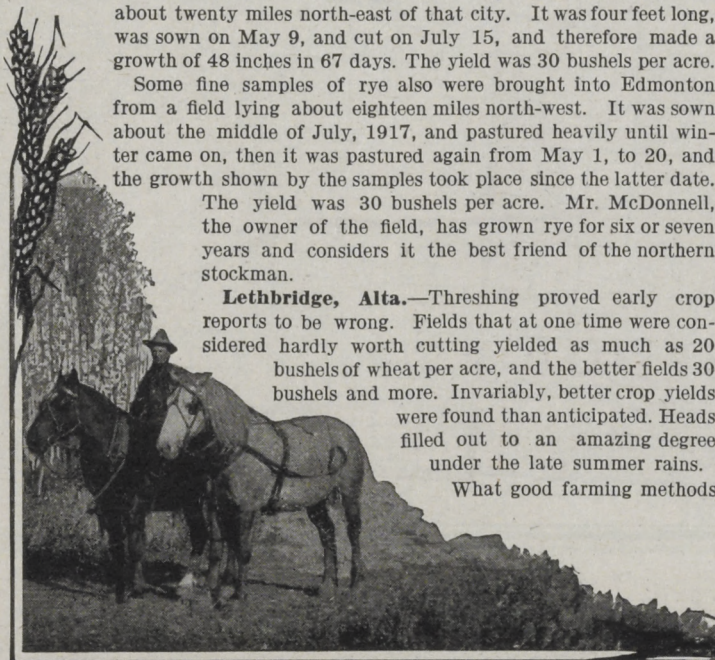 about twenty miles north-east of that city. It was four feet long,
was sown on May 9, and cut on July 15, and therefore made a
growth of 48 inches in 67 days. The yield was 30 bushels per acre.
Some fine samples of rye also were brought into Edmonton
from a field lying about eighteen miles north-west. It was sown
about the middle of July, 1917, and pastured heavily until win-
ter came on, then it was pastured again from May 1, to 20, and
the growth shown by the samples took place since the latter date.
The yield was 30 bushels per acre. Mr. McDonnell,
the owner of the field, has grown rye for six or seven
years and considers it the best friend of the northern
stockman.
Lethbridge, Alta.—Threshing proved early crop
reports to be wrong. Fields that at one time were con-
sidered hardly worth cutting yielded as much as 20
bushels of wheat per acre, and the better fields 30
bushels and more. Invariably, better crop yields
were found than anticipated. Heads
filled out to an amazing degree
under the late summer rains.
What good farming methods